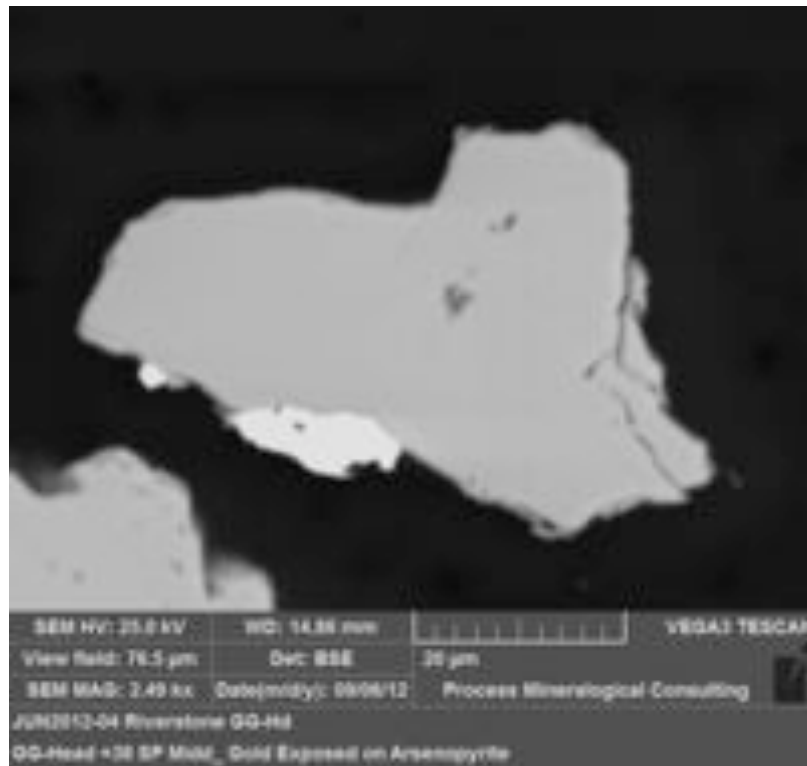 SEM HV: 25.0 kV WD: 14.86 mm VEGA3 TESCAN
View field: 76.5 µm Det: BSE 20 µm
SEM MAG: 2.49 kx Date(m/d/y): 09/06/12 Process Mineralogical Consulting
JUN2012-04 Riverstone GG-Hd
GG-Head +38 SP Midd_ Gold Exposed on Arsenopyrite